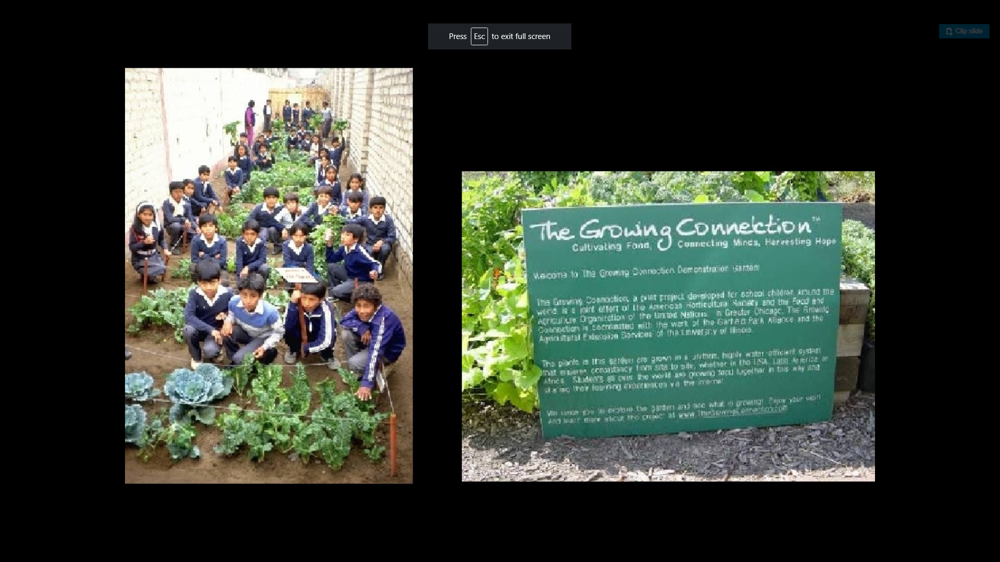 Press Esc to exit full screen
Clip slide
The Growing Connection™
Cultivating Food, Connecting Minds, Harvesting Hope
Welcome to The Growing Connection Demonstration Garden!
The Growing Connection, a pilot project developed for school children around the
world, is a joint effort of the American Horticultural Society and the Food and
Agriculture Organization of the United Nations. In Greater Chicago, The Growing
Connection is coordinated with the work of the Garfield Park Alliance and the
Agricultural Extension Services of the University of Illinois.
The plants in this garden are grown in a uniform, highly water-efficient system
that ensures consistancy from site to site, whether in the USA, Latin America or
Africa. Students all over the world are growing food together in this way and
sharing their learning experiences via the internet.
We invite you to explore the garden and see what is growing! Enjoy your visit!
And learn more about the project at www.TheGrowingConnection.com